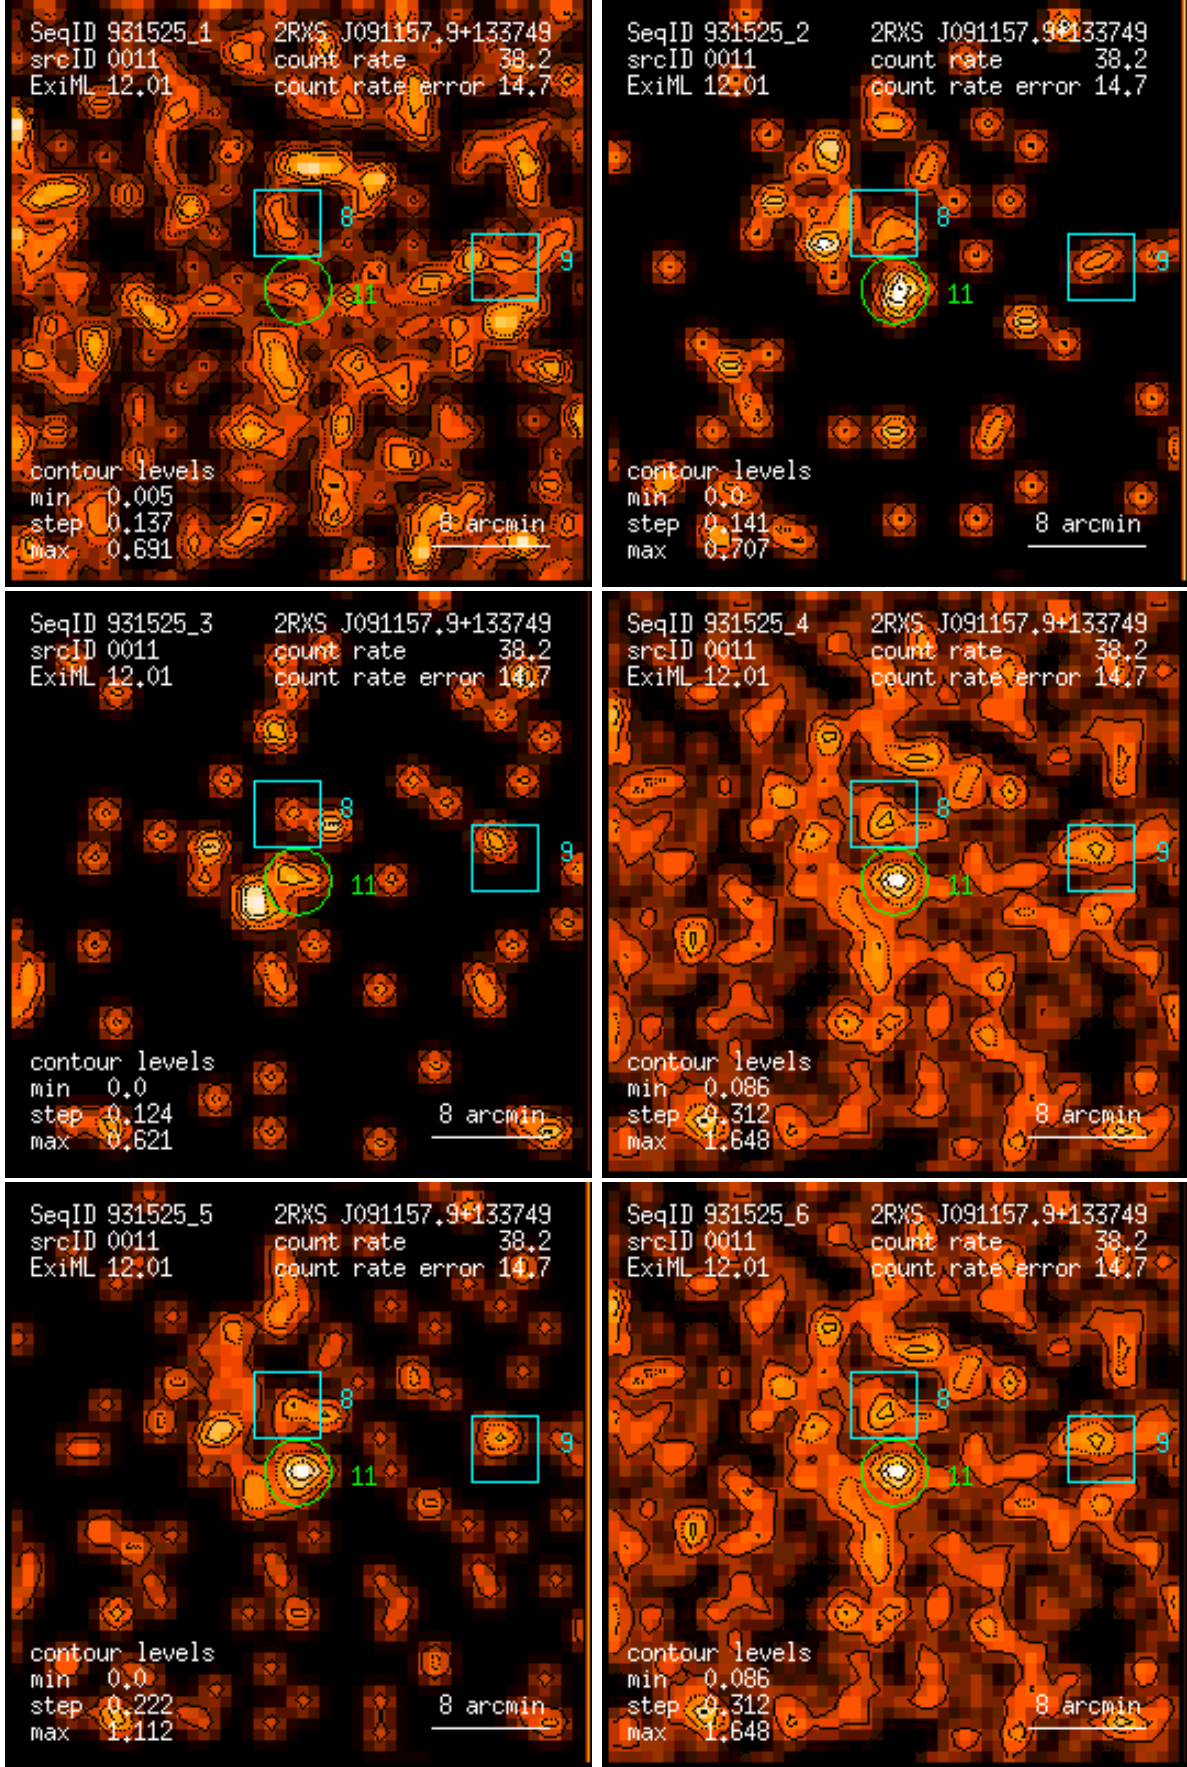 SeqID 931525_1 2RXS J091157.9+133749
srcID 0011 count rate 38.2
ExiML 12.01 count rate error 14.7
8
9
11
contour levels
min 0.005
step 0.137 8 arcmin
max 0.691
SeqID 931525_2 2RXS J091157.9+133749
srcID 0011 count rate 38.2
ExiML 12.01 count rate error 14.7
8
9
11
contour levels
min 0.0
step 0.141 8 arcmin
max 0.707
SeqID 931525_3 2RXS J091157.9+133749
srcID 0011 count rate 38.2
ExiML 12.01 count rate error 14.7
8
9
11
contour levels
min 0.0
step 0.124 8 arcmin
max 0.621
SeqID 931525_4 2RXS J091157.9+133749
srcID 0011 count rate 38.2
ExiML 12.01 count rate error 14.7
8
9
11
contour levels
min 0.086
step 0.312 8 arcmin
max 1.648
SeqID 931525_5 2RXS J091157.9+133749
srcID 0011 count rate 38.2
ExiML 12.01 count rate error 14.7
8
9
11
contour levels
min 0.0
step 0.222 8 arcmin
max 1.112
SeqID 931525_6 2RXS J091157.9+133749
srcID 0011 count rate 38.2
ExiML 12.01 count rate error 14.7
8
9
11
contour levels
min 0.086
step 0.312 8 arcmin
max 1.648